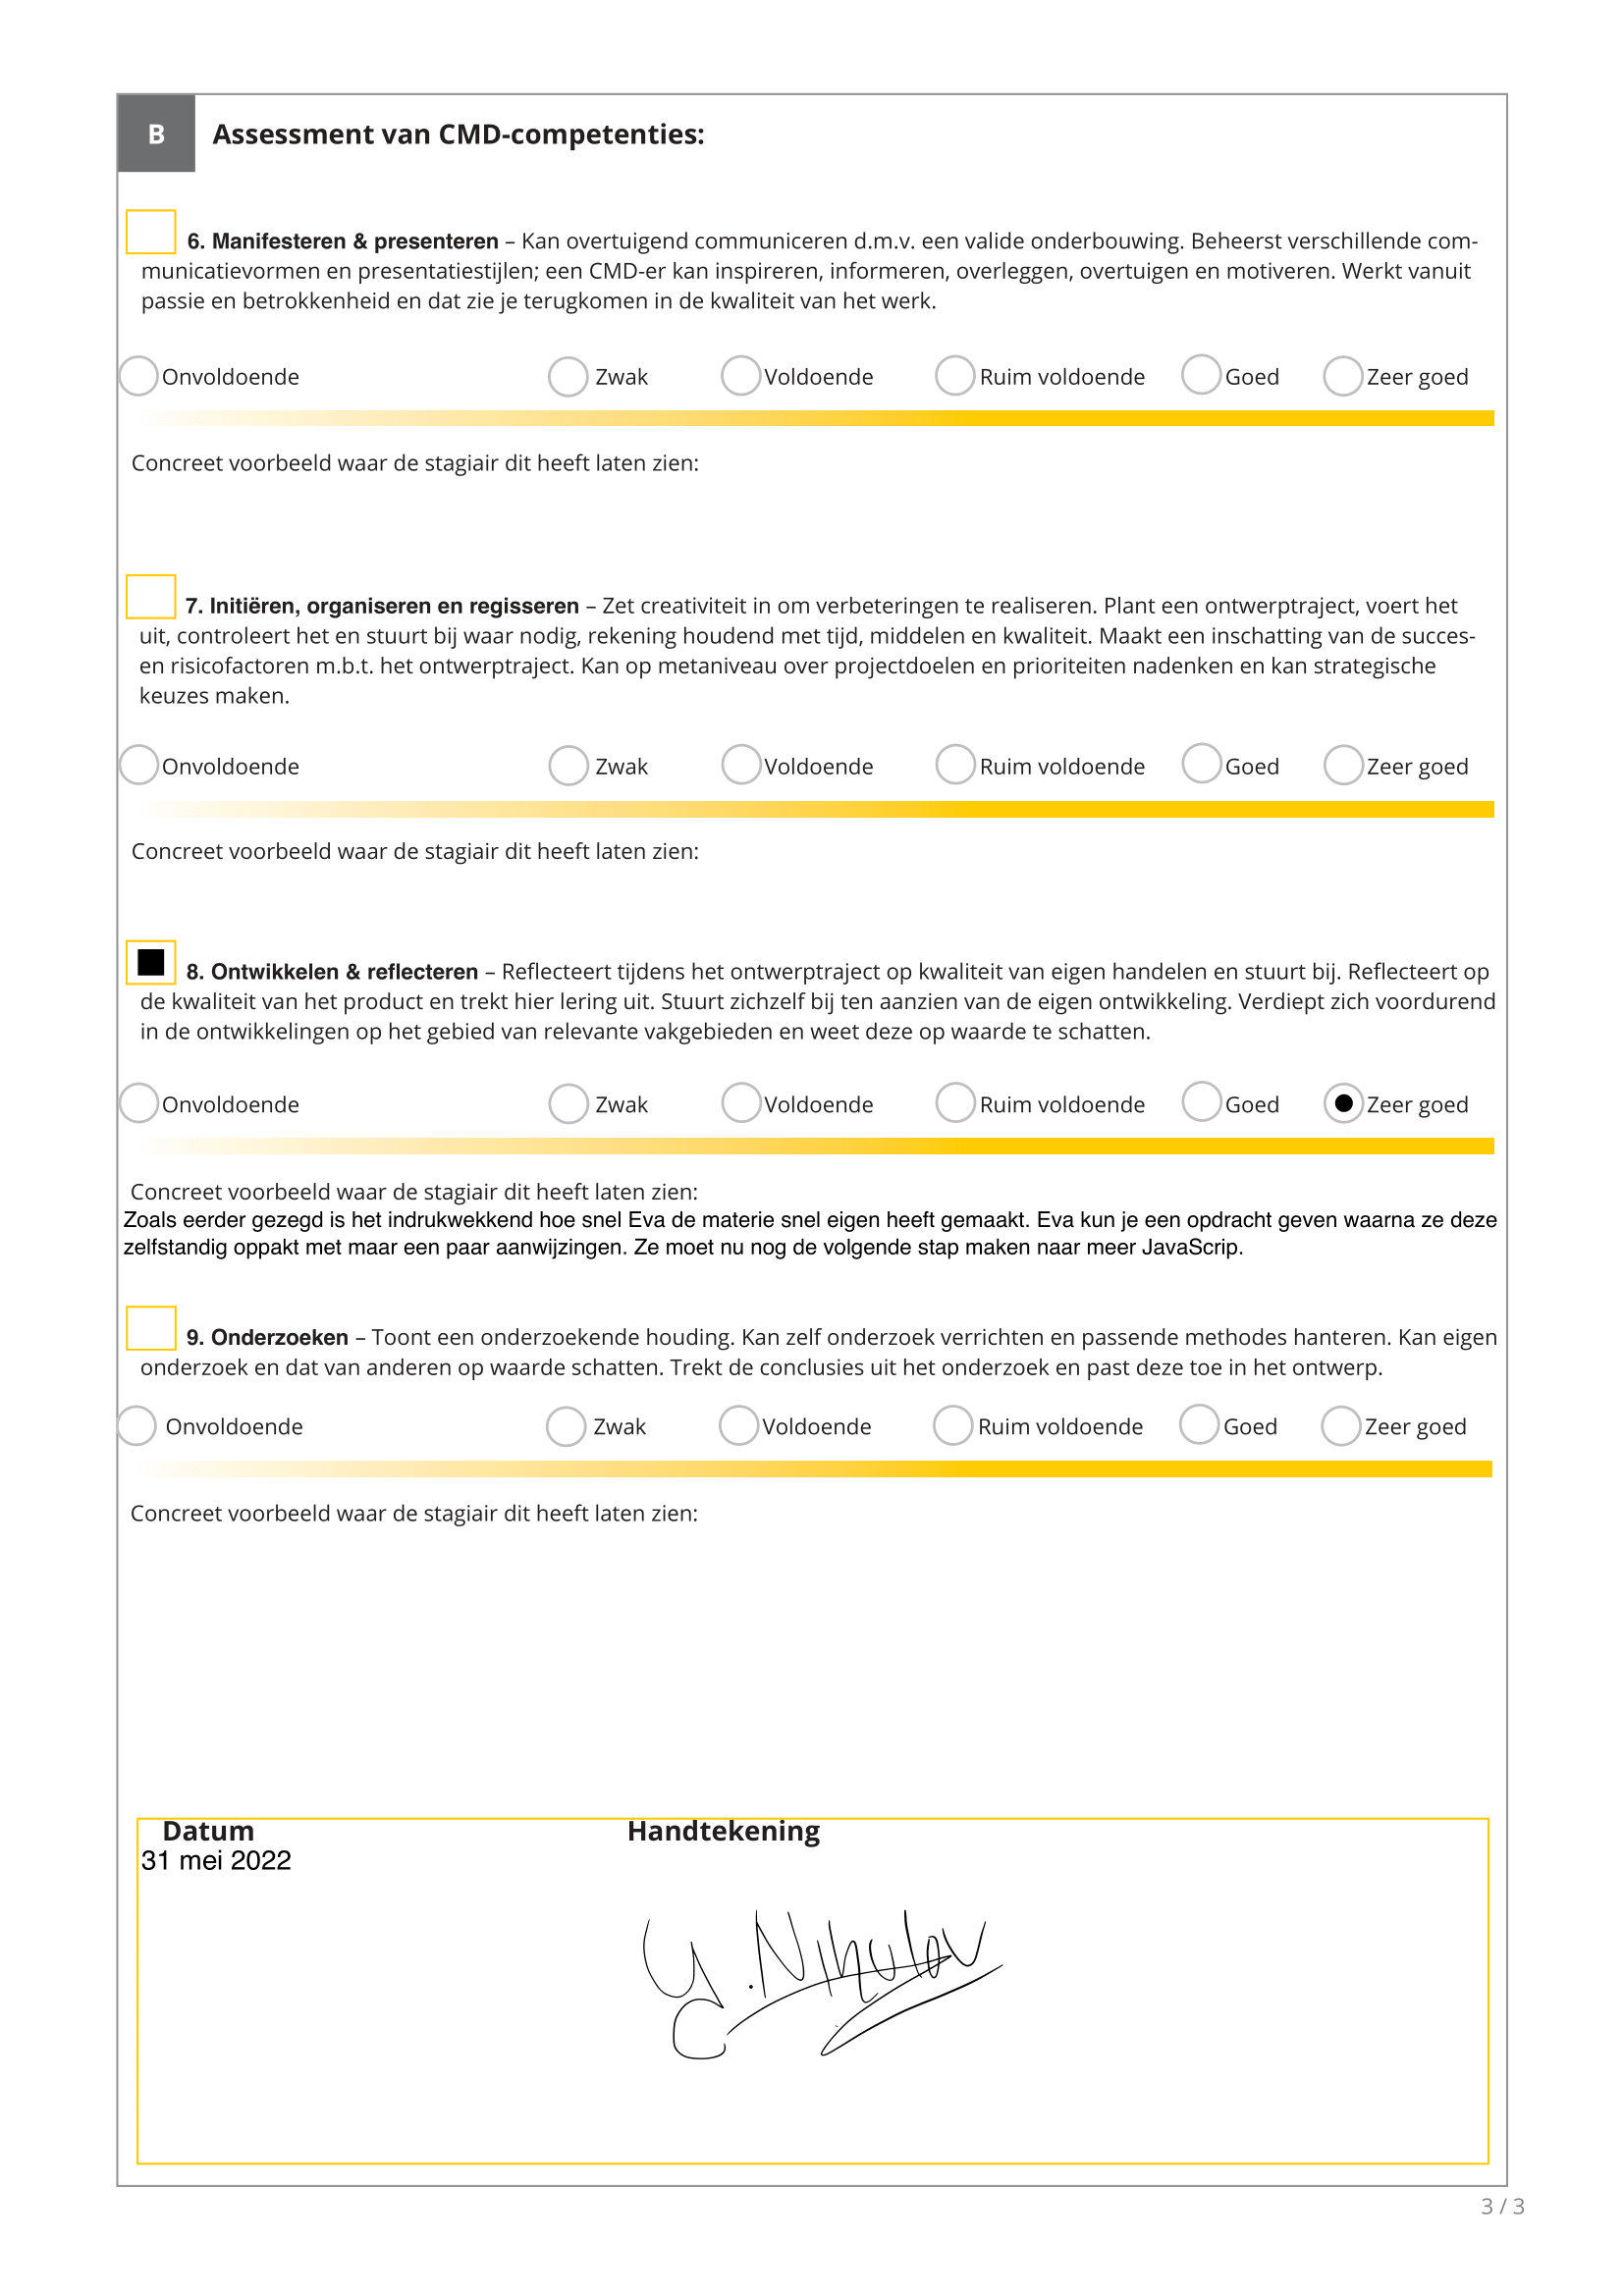 B Assessment van CMD-competenties:
6. Manifesteren & presenteren – Kan overtuigend communiceren d.m.v. een valide onderbouwing. Beheerst verschillende com-
municatievormen en presentatiestijlen; een CMD-er kan inspireren, informeren, overleggen, overtuigen en motiveren. Werkt vanuit
passie en betrokkenheid en dat zie je terugkomen in de kwaliteit van het werk.
Onvoldoende Zwak Voldoende Ruim voldoende Goed Zeer goed
Concreet voorbeeld waar de stagiair dit heeft laten zien:
7. Initiëren, organiseren en regisseren – Zet creativiteit in om verbeteringen te realiseren. Plant een ontwerptraject, voert het
uit, controleert het en stuurt bij waar nodig, rekening houdend met tijd, middelen en kwaliteit. Maakt een inschatting van de succes-
en risicofactoren m.b.t. het ontwerptraject. Kan op metaniveau over projectdoelen en prioriteiten nadenken en kan strategische
keuzes maken.
Onvoldoende Zwak Voldoende Ruim voldoende Goed Zeer goed
Concreet voorbeeld waar de stagiair dit heeft laten zien:
8. Ontwikkelen & reflecteren – Reflecteert tijdens het ontwerptraject op kwaliteit van eigen handelen en stuurt bij. Reflecteert op
de kwaliteit van het product en trekt hier lering uit. Stuurt zichzelf bij ten aanzien van de eigen ontwikkeling. Verdiept zich voordurend
in de ontwikkelingen op het gebied van relevante vakgebieden en weet deze op waarde te schatten.
Onvoldoende Zwak Voldoende Ruim voldoende Goed Zeer goed
Concreet voorbeeld waar de stagiair dit heeft laten zien:
Zoals eerder gezegd is het indrukwekkend hoe snel Eva de materie snel eigen heeft gemaakt. Eva kun je een opdracht geven waarna ze deze
zelfstandig oppakt met maar een paar aanwijzingen. Ze moet nu nog de volgende stap maken naar meer JavaScrip.
9. Onderzoeken – Toont een onderzoekende houding. Kan zelf onderzoek verrichten en passende methodes hanteren. Kan eigen
onderzoek en dat van anderen op waarde schatten. Trekt de conclusies uit het onderzoek en past deze toe in het ontwerp.
Onvoldoende Zwak Voldoende Ruim voldoende Goed Zeer goed
Concreet voorbeeld waar de stagiair dit heeft laten zien:
Datum Handtekening
31 mei 2022
3 / 3